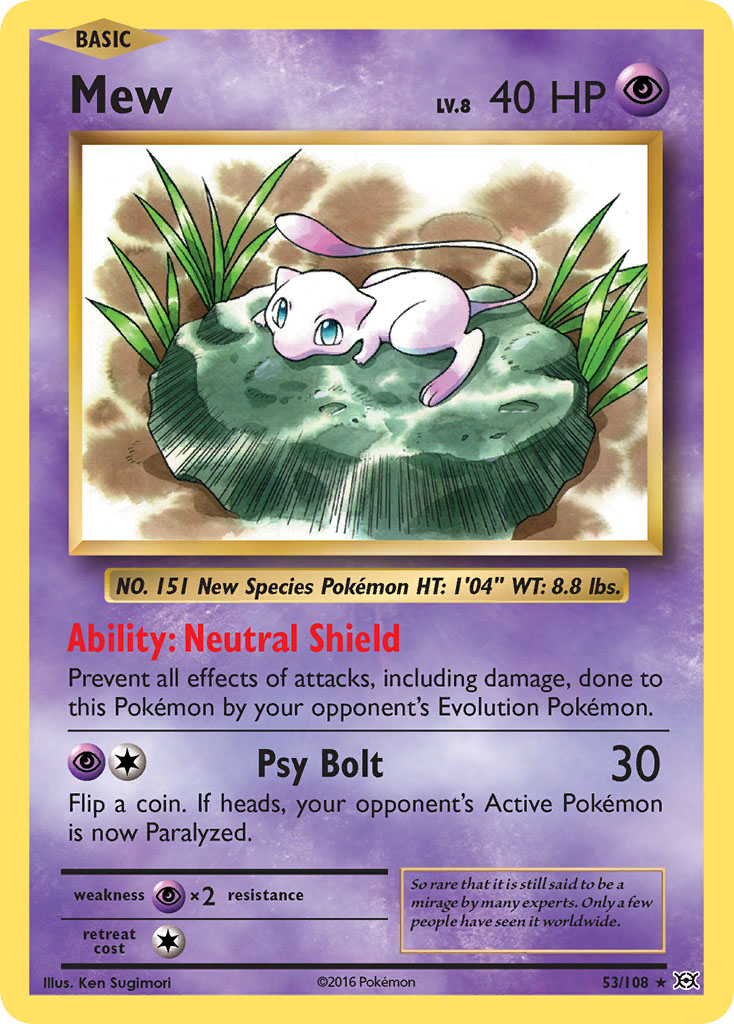 BASIC
Mew LV.8 40 HP
NO. 151 New Species Pokémon HT: 1'04" WT: 8.8 lbs.
Ability: Neutral Shield
Prevent all effects of attacks, including damage, done to
this Pokémon by your opponent's Evolution Pokémon.
Psy Bolt 30
Flip a coin. If heads, your opponent's Active Pokémon
is now Paralyzed.
weakness ×2 resistance
retreat
cost
So rare that it is still said to be a
mirage by many experts. Only a few
people have seen it worldwide.
Illus. Ken Sugimori ©2016 Pokémon 53/108 ★